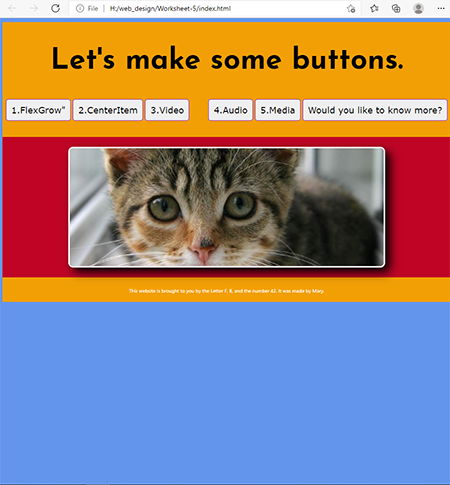 File | H:/web_design/Worksheet-5/index.html
Let's make some buttons.
1.FlexGrow" 2.CenterItem 3.Video 4.Audio 5.Media Would you like to know more?
This website is brought to you by the Letter F, B, and the number 42. It was made by Mary.